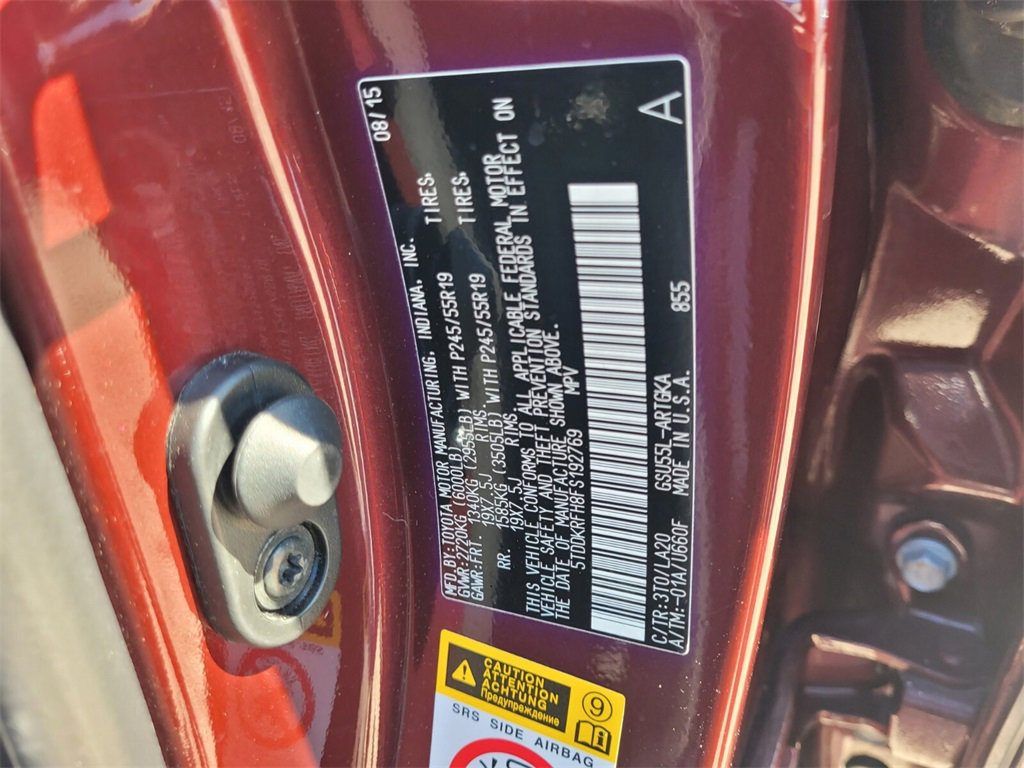 MFD.BY:TOYOTA MOTOR MANUFACTURING. INDIANA, INC. 08/15
GVWR:2720KG (6000LB)
GAWR:FRT. 1340KG (2955LB) WITH P245/55R19 TIRES.
19X7.5J RIMS.
RR. 1585KG (3505LB) WITH P245/55R19 TIRES.
19X7.5J RIMS.
THIS VEHICLE CONFORMS TO ALL APPLICABLE FEDERAL MOTOR
VEHICLE SAFETY AND THEFT PREVENTION STANDARDS IN EFFECT ON
THE DATE OF MANUFACTURE SHOWN ABOVE.
5TDDKRFH8FS192769 MPV
C/TR:3T0/LA20 GSU55L-ARTGKA 855
A/TM:-01A/U660F MADE IN U.S.A. A
CAUTION
ATTENTION
ACHTUNG
Предупреждение
9
i
SRS SIDE AIRBAG